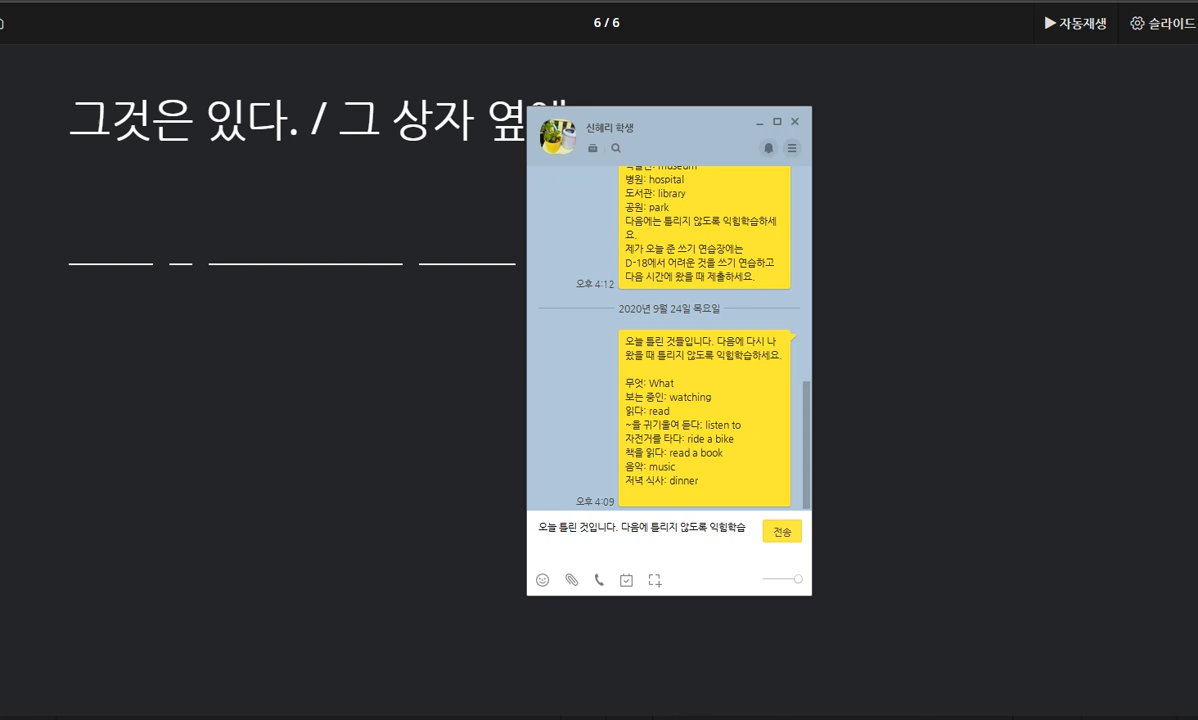 6 / 6
자동재생
슬라이드
그것은 있다. / 그 상자 옆에
신혜리 학생
박물관: museum
병원: hospital
도서관: library
공원: park
다음에는 틀리지 않도록 익힘학습하세
요.
제가 오늘 준 쓰기 연습장에는
D-18에서 어려운 것을 쓰기 연습하고
다음 시간에 왔을 때 제출하세요.
오후 4:12
2020년 9월 24일 목요일
오늘 틀린 것들입니다. 다음에 다시 나
왔을 때 틀리지 않도록 익힘학습하세요.
무엇: What
보는 중인: watching
읽다: read
~을 귀기울여 듣다; listen to
자전거를 타다: ride a bike
책을 읽다: read a book
음악: music
저녁 식사: dinner
오후 4:09
오늘 틀린 것입니다. 다음에 틀리지 않도록 익힘학습
전송